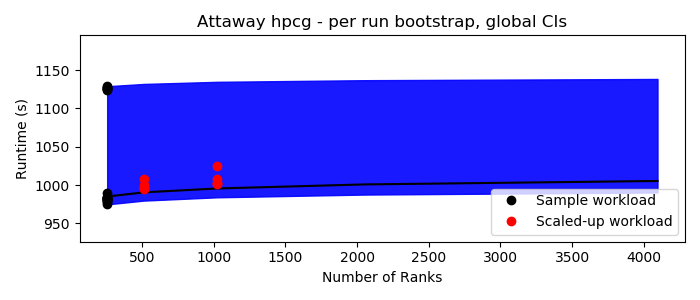 Attaway hpcg - per run bootstrap, global CIs
Runtime (s)
1150
1100
1050
1000
950
Sample workload
Scaled-up workload
500 1000 1500 2000 2500 3000 3500 4000
Number of Ranks